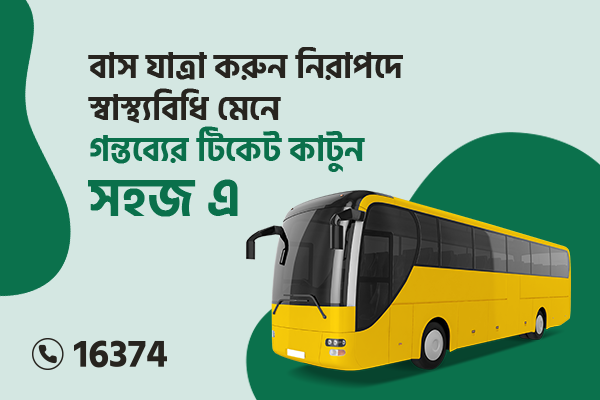 বাস যাত্রা করুন নিরাপদে
স্বাস্থ্যবিধি মেনে
গন্তব্যের টিকেট কাটুন
সহজ এ
16374